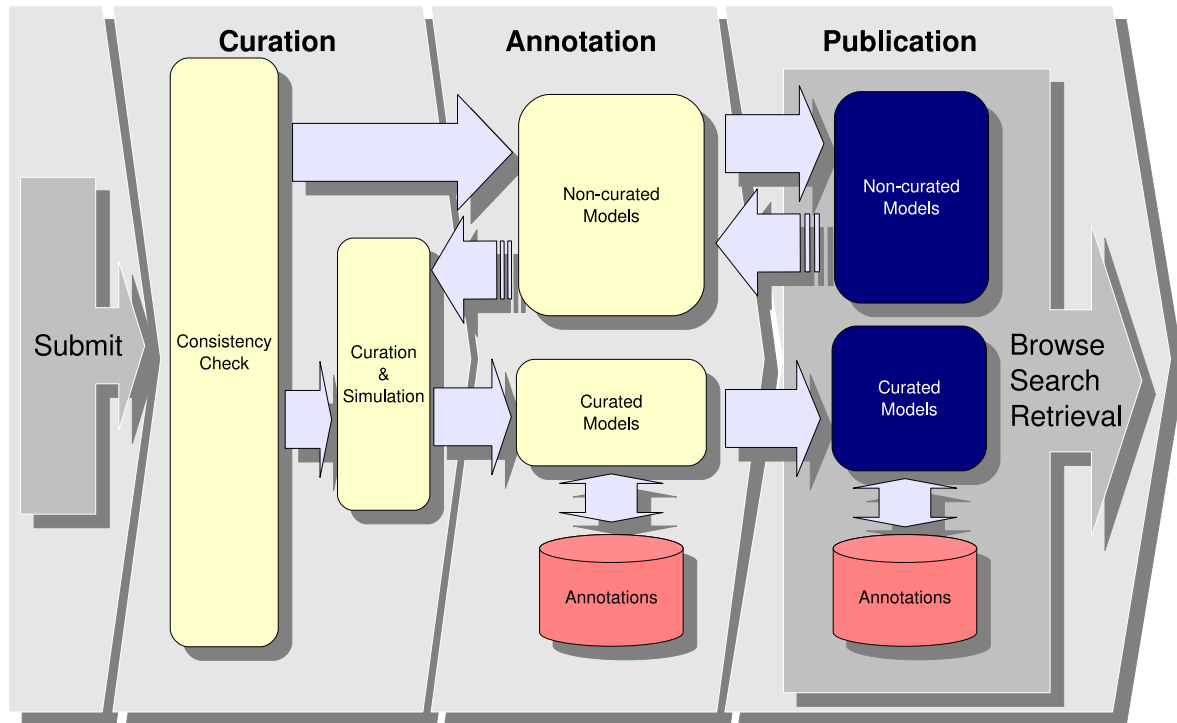 Curation
Annotation
Publication
Submit
Consistency
Check
Curation
&
Simulation
Non-curated
Models
Curated
Models
Annotations
Non-curated
Models
Curated
Models
Annotations
Browse
Search
Retrieval